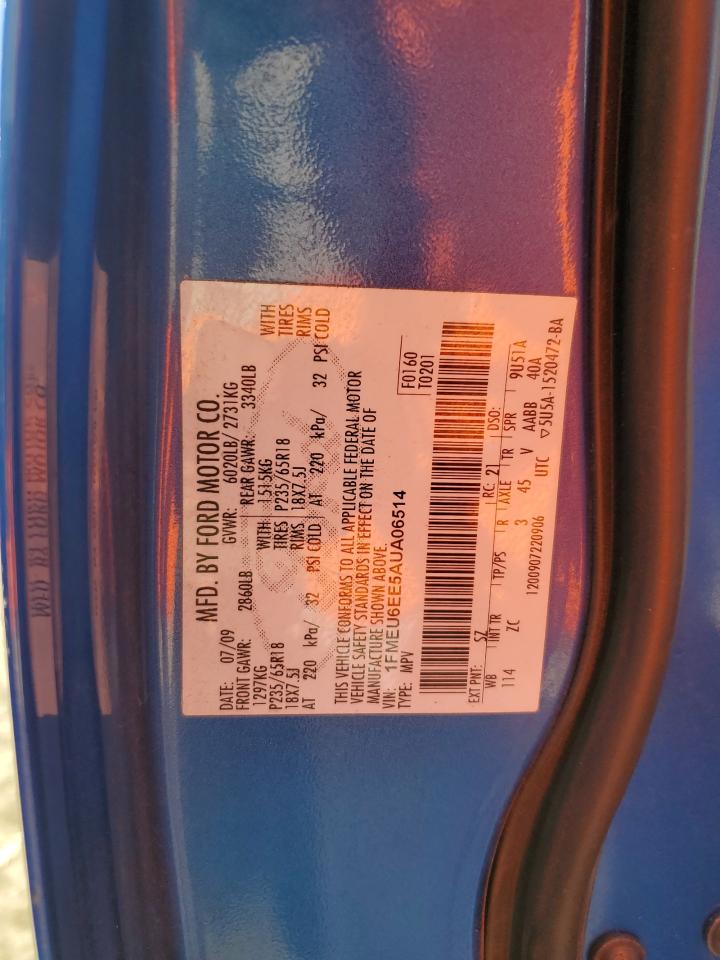 MFD. BY FORD MOTOR CO.
DATE: 07/09 GVWR: 6020LB/ 2731KG
FRONT GAWR: 2860LB REAR GAWR: 3340LB
1297KG WITH 1515KG WITH
P235/65R18 TIRES P235/65R18 TIRES
18X7.5J RIMS 18X7.5J RIMS
AT 220 kPa/ 32 PSI COLD AT 220 kPa/ 32 PSI COLD
THIS VEHICLE CONFORMS TO ALL APPLICABLE FEDERAL MOTOR
VEHICLE SAFETY STANDARDS IN EFFECT ON THE DATE OF
MANUFACTURE SHOWN ABOVE.
VIN: 1FMEU6EE5AUA06514
TYPE: MPV
F0160
T0201
EXT PNT: SZ RC: 21 DSO:
WB INT TR TP/PS R AXLE TR SPR 9U51A
114 ZC 3 45 V AABB 40A
1200907220906 UTC ▽5U5A-1520472-BA